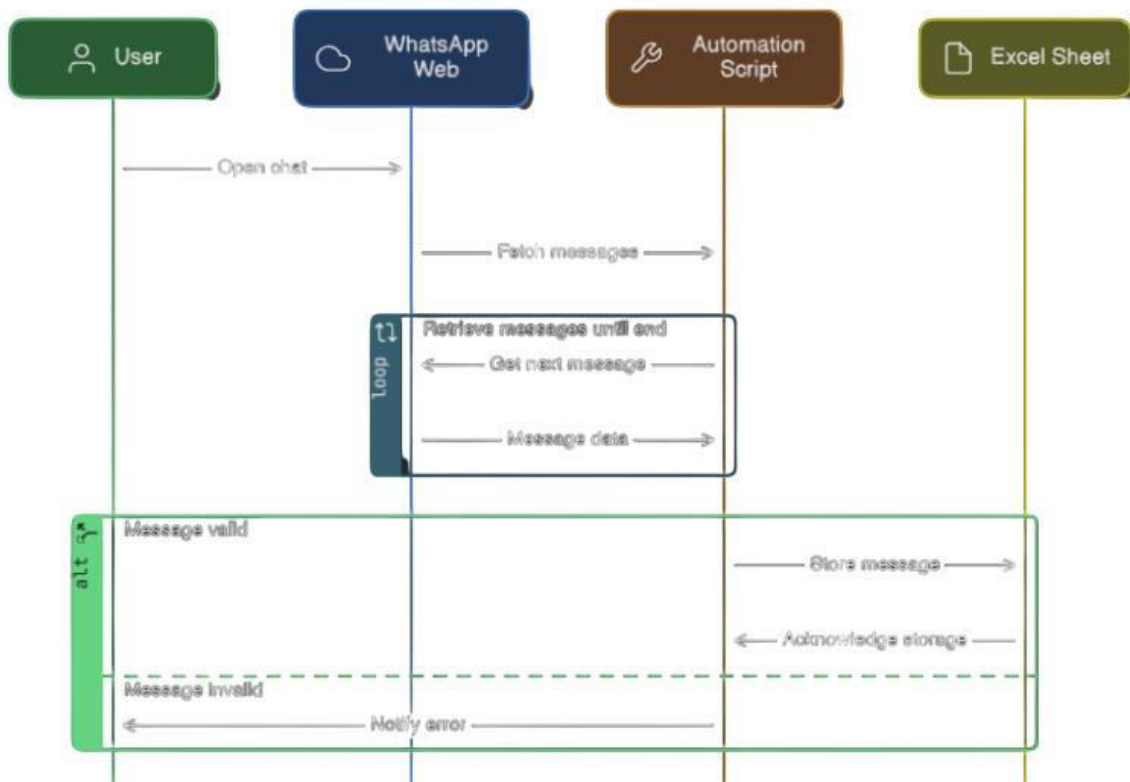 User
WhatsApp
Web
Automation
Script
Excel Sheet
Open chat
Fetch messages
loop
Retrieve messages until end
Get next message
Message data
alt
Message valid
Store message
Acknowledge storage
Message invalid
Notify error